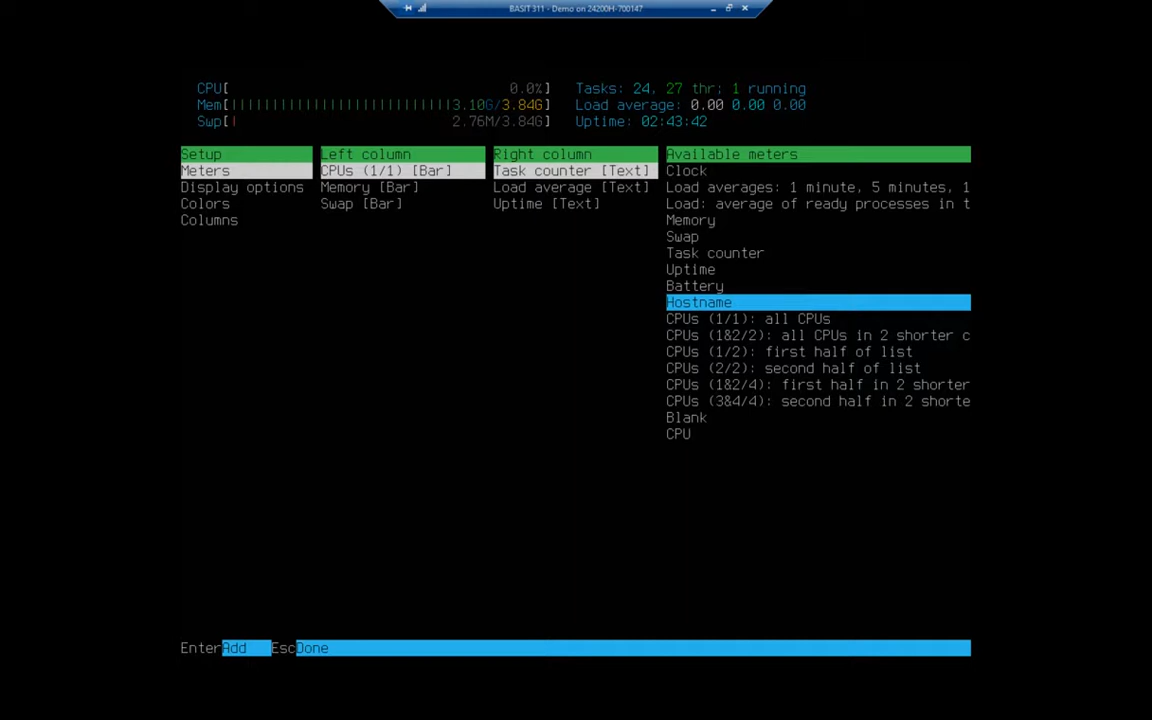 BASIT 311 - Demo on 24200H-700147
CPU[ 0.0%] Tasks: 24, 27 thr; 1 running
Mem[||||||||||||||||||||||||||||3.10G/3.84G] Load average: 0.00 0.00 0.00
Swp[| 2.76M/3.84G] Uptime: 02:43:42
Setup Left column Right column Available meters
Meters CPUs (1/1) [Bar] Task counter [Text] Clock
Display options Memory [Bar] Load average [Text] Load averages: 1 minute, 5 minutes, 1
Colors Swap [Bar] Uptime [Text] Load: average of ready processes in t
Columns Memory
Swap
Task counter
Uptime
Battery
Hostname
CPUs (1/1): all CPUs
CPUs (1&2/2): all CPUs in 2 shorter c
CPUs (1/2): first half of list
CPUs (2/2): second half of list
CPUs (1&2/4): first half in 2 shorter
CPUs (3&4/4): second half in 2 shorte
Blank
CPU
EnterAdd EscDone